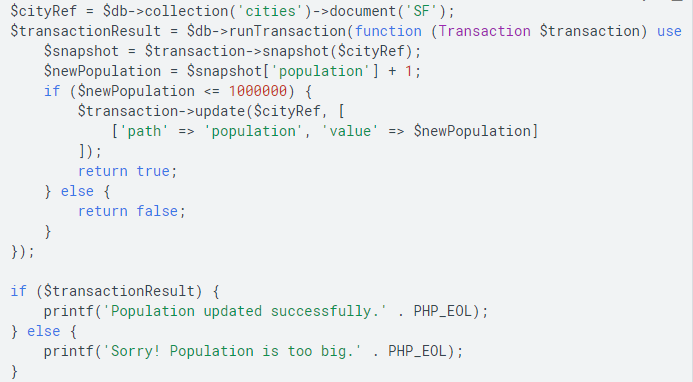 $cityRef = $db->collection('cities')->document('SF');
$transactionResult = $db->runTransaction(function (Transaction $transaction) use
    $snapshot = $transaction->snapshot($cityRef);
    $newPopulation = $snapshot['population'] + 1;
    if ($newPopulation <= 1000000) {
        $transaction->update($cityRef, [
            ['path' => 'population', 'value' => $newPopulation]
        ]);
        return true;
    } else {
        return false;
    }
});

if ($transactionResult) {
    printf('Population updated successfully.' . PHP_EOL);
} else {
    printf('Sorry! Population is too big.' . PHP_EOL);
}